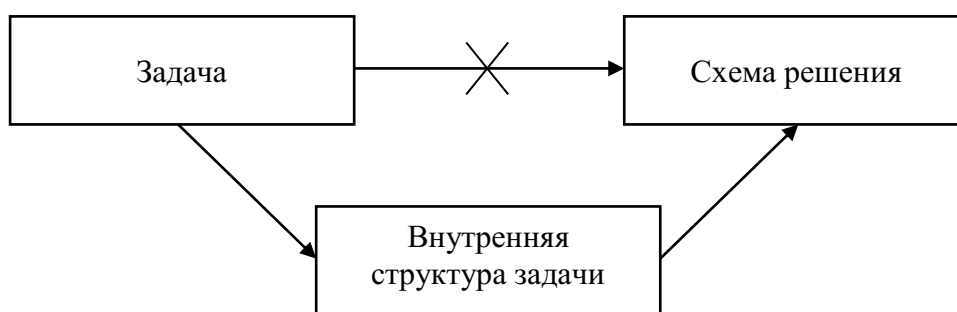 Задача
Схема решения
Внутренняя
структура задачи